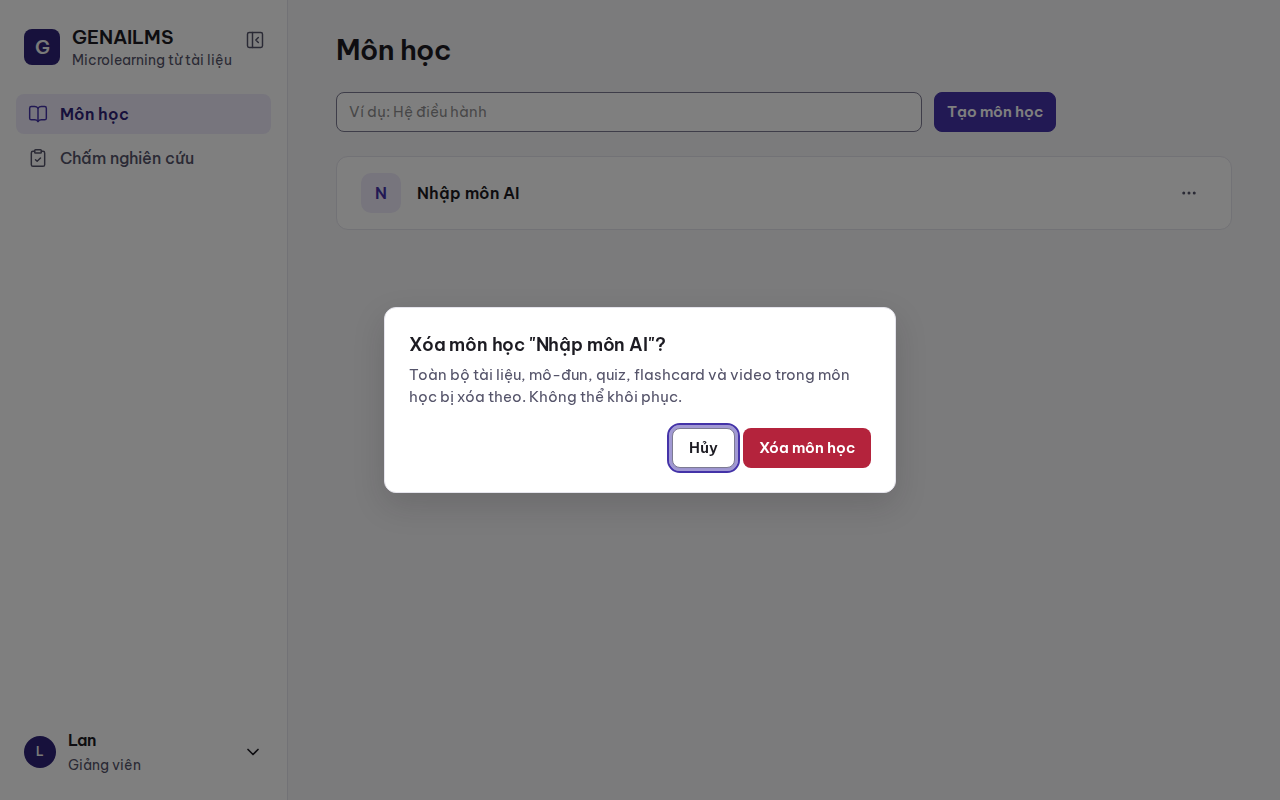 G
GENAILMS
Microlearning từ tài liệu
Môn học
Chấm nghiên cứu
Môn học
Ví dụ: Hệ điều hành
Tạo môn học
N
Nhập môn AI
Xóa môn học "Nhập môn AI"?
Toàn bộ tài liệu, mô-đun, quiz, flashcard và video trong môn
học bị xóa theo. Không thể khôi phục.
Hủy
Xóa môn học
L
Lan
Giảng viên